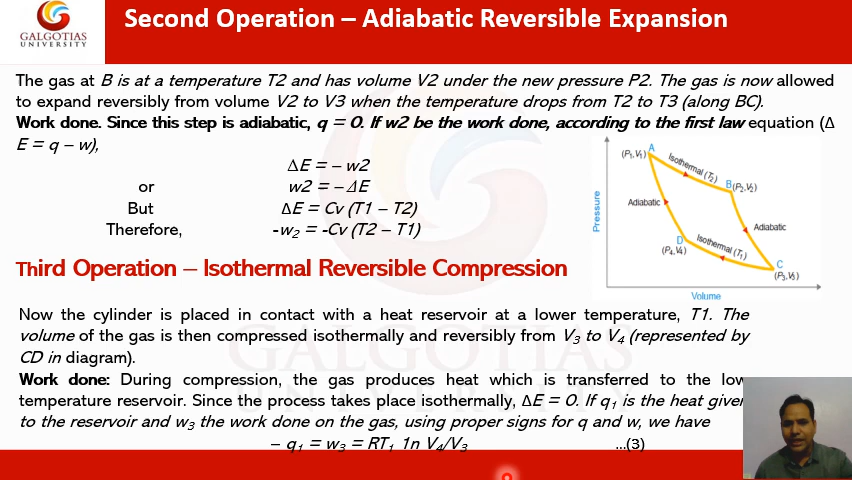 GALGOTIAS
UNIVERSITY
Second Operation – Adiabatic Reversible Expansion
The gas at B is at a temperature T2 and has volume V2 under the new pressure P2. The gas is now allowed
to expand reversibly from volume V2 to V3 when the temperature drops from T2 to T3 (along BC).
Work done. Since this step is adiabatic, q = 0. If w2 be the work done, according to the first law equation (Δ
E = q – w),
ΔE = – w2
or w2 = – ΔE
But ΔE = Cv (T1 – T2)
Therefore, -w₂ = -Cv (T2 – T1)
Pressure
A
(P₁,V₁)
Isothermal (T₂)
B
(P₂,V₂)
Adiabatic
Adiabatic
D
(P₄,V₄)
Isothermal (T₁)
C
(P₃,V₃)
Volume
Third Operation – Isothermal Reversible Compression
Now the cylinder is placed in contact with a heat reservoir at a lower temperature, T1. The
volume of the gas is then compressed isothermally and reversibly from V₃ to V₄ (represented by
CD in diagram).
Work done: During compression, the gas produces heat which is transferred to the low
temperature reservoir. Since the process takes place isothermally, ΔE = 0. If q₁ is the heat given
to the reservoir and w₃ the work done on the gas, using proper signs for q and w, we have
– q₁ = w₃ = RT₁ 1n V₄/V₃ ...(3)
GALGOTIAS
UNIVERSITY